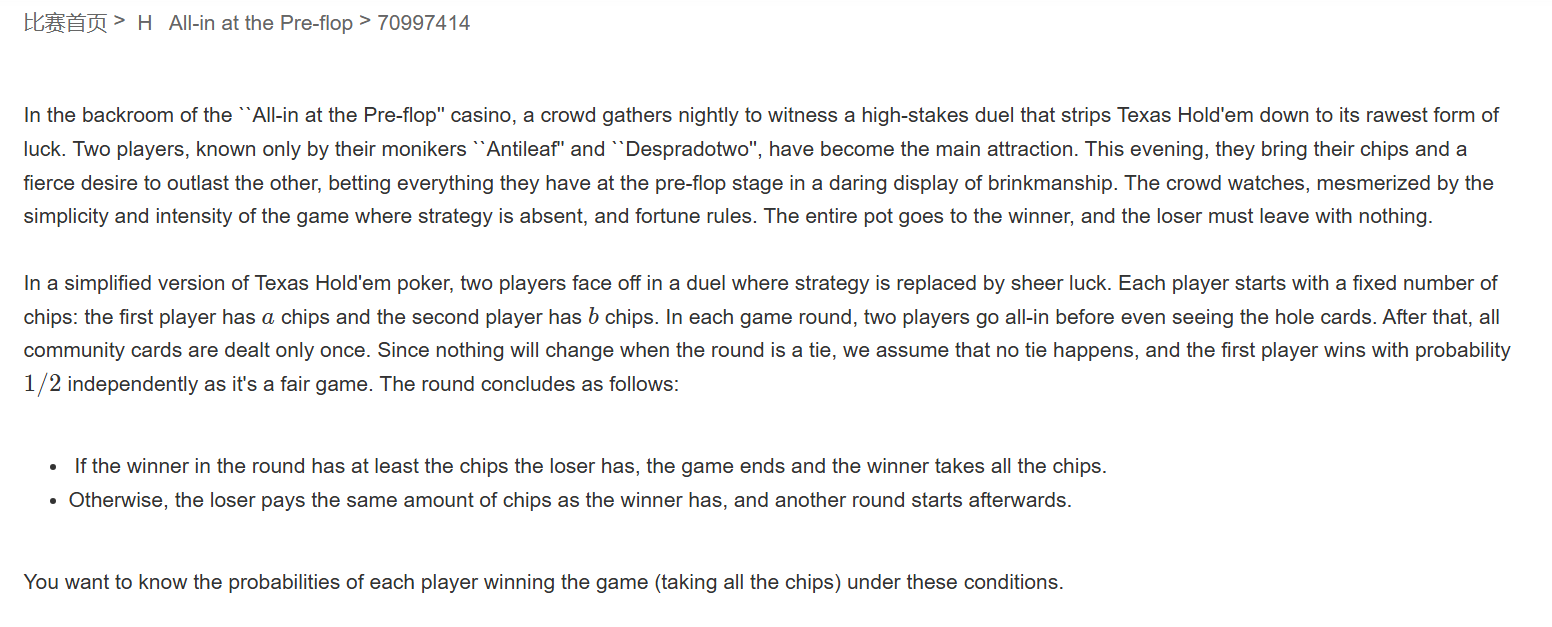 比赛首页 > H All-in at the Pre-flop > 70997414
In the backroom of the ``All-in at the Pre-flop'' casino, a crowd gathers nightly to witness a high-stakes duel that strips Texas Hold'em down to its rawest form of
luck. Two players, known only by their monikers ``Antileaf'' and ``Despradotwo'', have become the main attraction. This evening, they bring their chips and a
fierce desire to outlast the other, betting everything they have at the pre-flop stage in a daring display of brinkmanship. The crowd watches, mesmerized by the
simplicity and intensity of the game where strategy is absent, and fortune rules. The entire pot goes to the winner, and the loser must leave with nothing.
In a simplified version of Texas Hold'em poker, two players face off in a duel where strategy is replaced by sheer luck. Each player starts with a fixed number of
chips: the first player has a chips and the second player has b chips. In each game round, two players go all-in before even seeing the hole cards. After that, all
community cards are dealt only once. Since nothing will change when the round is a tie, we assume that no tie happens, and the first player wins with probability
1/2 independently as it's a fair game. The round concludes as follows:
• If the winner in the round has at least the chips the loser has, the game ends and the winner takes all the chips.
• Otherwise, the loser pays the same amount of chips as the winner has, and another round starts afterwards.
You want to know the probabilities of each player winning the game (taking all the chips) under these conditions.